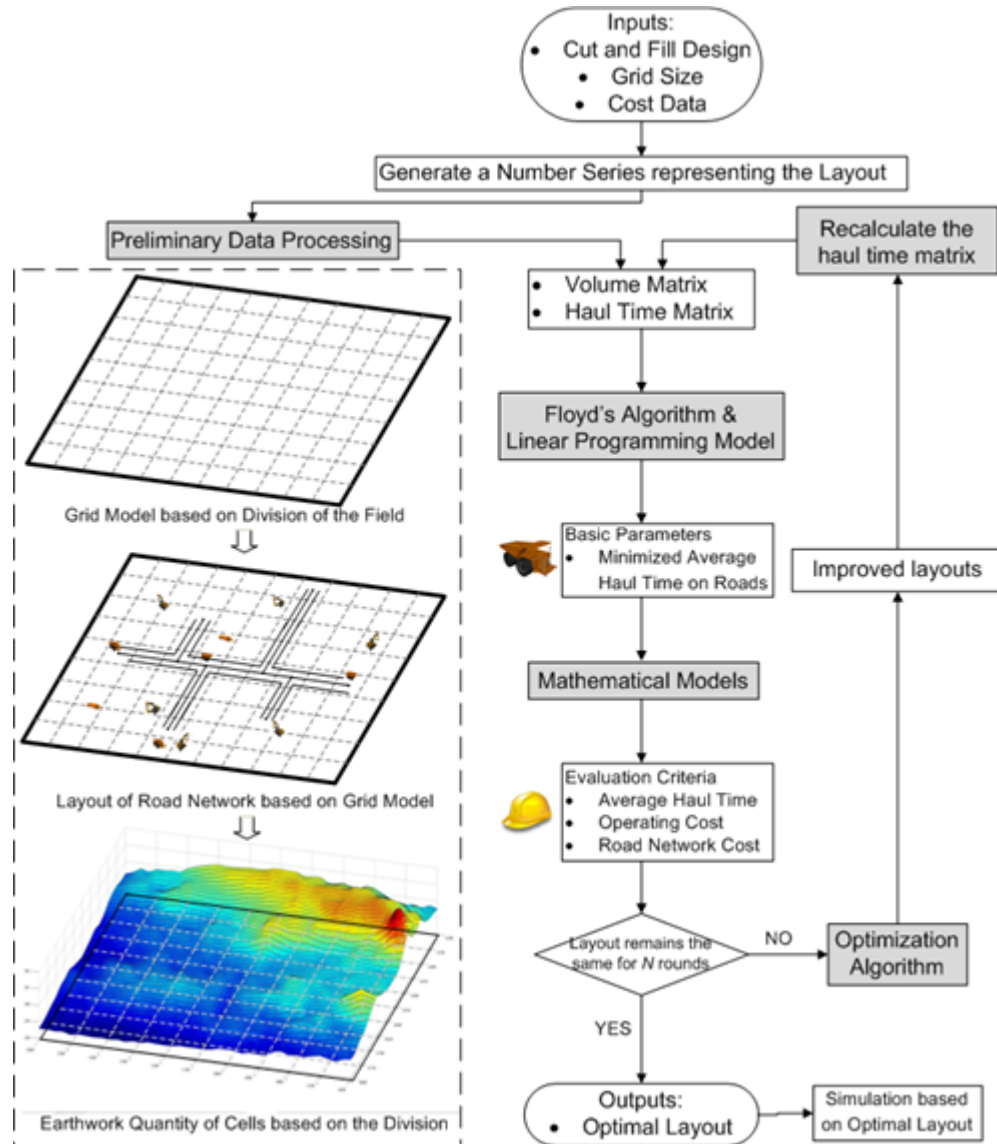 Inputs:
• Cut and Fill Design
• Grid Size
• Cost Data
Generate a Number Series representing the Layout
Preliminary Data Processing
Recalculate the
haul time matrix
• Volume Matrix
• Haul Time Matrix
Floyd's Algorithm &
Linear Programming Model
Grid Model based on Division of the Field
Basic Parameters
• Minimized Average
Haul Time on Roads
Improved layouts
Mathematical Models
Layout of Road Network based on Grid Model
Evaluation Criteria
• Average Haul Time
• Operating Cost
• Road Network Cost
Layout remains the
same for N rounds
NO
Optimization
Algorithm
YES
Earthwork Quantity of Cells based on the Division
Outputs:
• Optimal Layout
Simulation based
on Optimal Layout